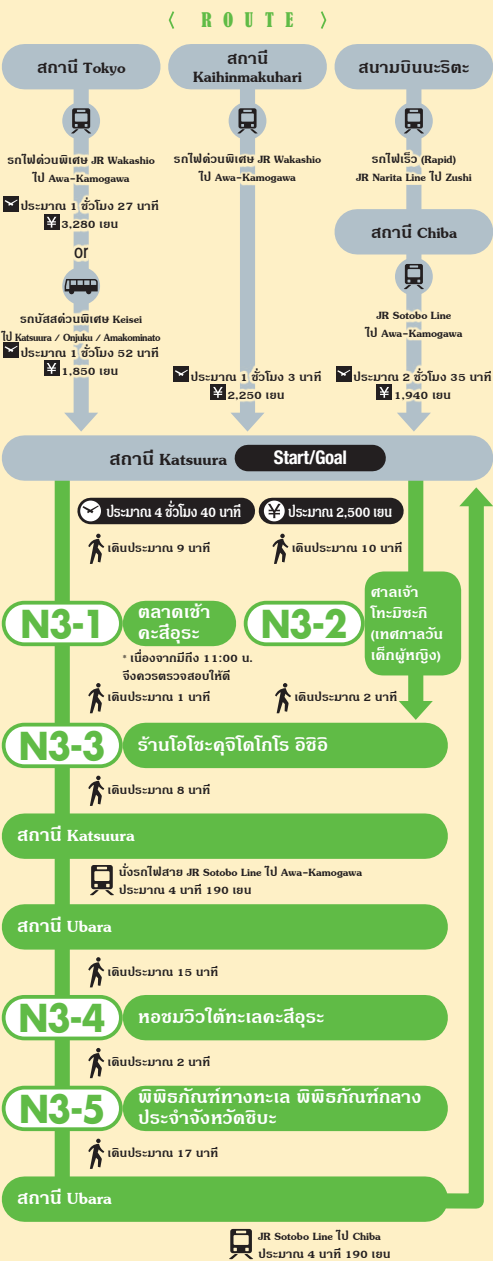 〈 ROUTE 〉
สถานี Tokyo
รถไฟด่วนพิเศษ JR Wakashio
ไป Awa-Kamogawa
ประมาณ 1 ชั่วโมง 27 นาที
¥ 3,280 เยน
or
รถบัสด่วนพิเศษ Keisei
ไป Katsuura / Onjuku / Amakominato
ประมาณ 1 ชั่วโมง 52 นาที
¥ 1,850 เยน
สถานี
Kaihinmakuhari
รถไฟด่วนพิเศษ JR Wakashio
ไป Awa-Kamogawa
ประมาณ 1 ชั่วโมง 3 นาที
¥ 2,250 เยน
สนามบินนะริตะ
รถไฟเร็ว (Rapid)
JR Narita Line ไป Zushi
สถานี Chiba
JR Sotobo Line
ไป Awa-Kamogawa
ประมาณ 2 ชั่วโมง 35 นาที
¥ 1,940 เยน
สถานี Katsuura Start/Goal
ประมาณ 4 ชั่วโมง 40 นาที ¥ ประมาณ 2,500 เยน
เดินประมาณ 9 นาที
เดินประมาณ 10 นาที
N3-1
ตลาดเช้า
คะสึอุระ
* เนื่องจากมีถึง 11:00 น.
จึงควรตรวจสอบให้ดี
เดินประมาณ 1 นาที
N3-2
ศาลเจ้า
โทะมิซะกิ
(เทศกาลวัน
เด็กผู้หญิง)
เดินประมาณ 2 นาที
N3-3 ร้านโอโซะคุจิโดโกโร อิชิอิ
เดินประมาณ 8 นาที
สถานี Katsuura
นั่งรถไฟสาย JR Sotobo Line ไป Awa-Kamogawa
ประมาณ 4 นาที 190 เยน
สถานี Ubara
เดินประมาณ 15 นาที
N3-4 หอชมวิวใต้ทะเลคะสึอุระ
เดินประมาณ 2 นาที
N3-5
พิพิธภัณฑ์ทางทะเล พิพิธภัณฑ์กลาง
ประจำจังหวัดชิบะ
เดินประมาณ 17 นาที
สถานี Ubara
JR Sotobo Line ไป Chiba
ประมาณ 4 นาที 190 เยน